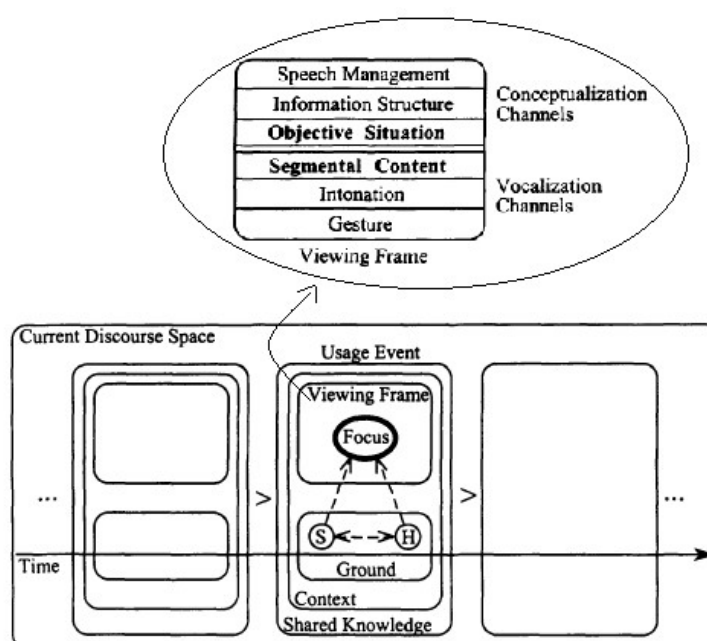 Speech Management
Information Structure
Objective Situation
Conceptualization
Channels
Segmental Content
Intonation
Gesture
Vocalization
Channels
Viewing Frame
Current Discourse Space
Usage Event
Viewing Frame
Focus
...
>
>
...
S
H
Time
Ground
Context
Shared Knowledge